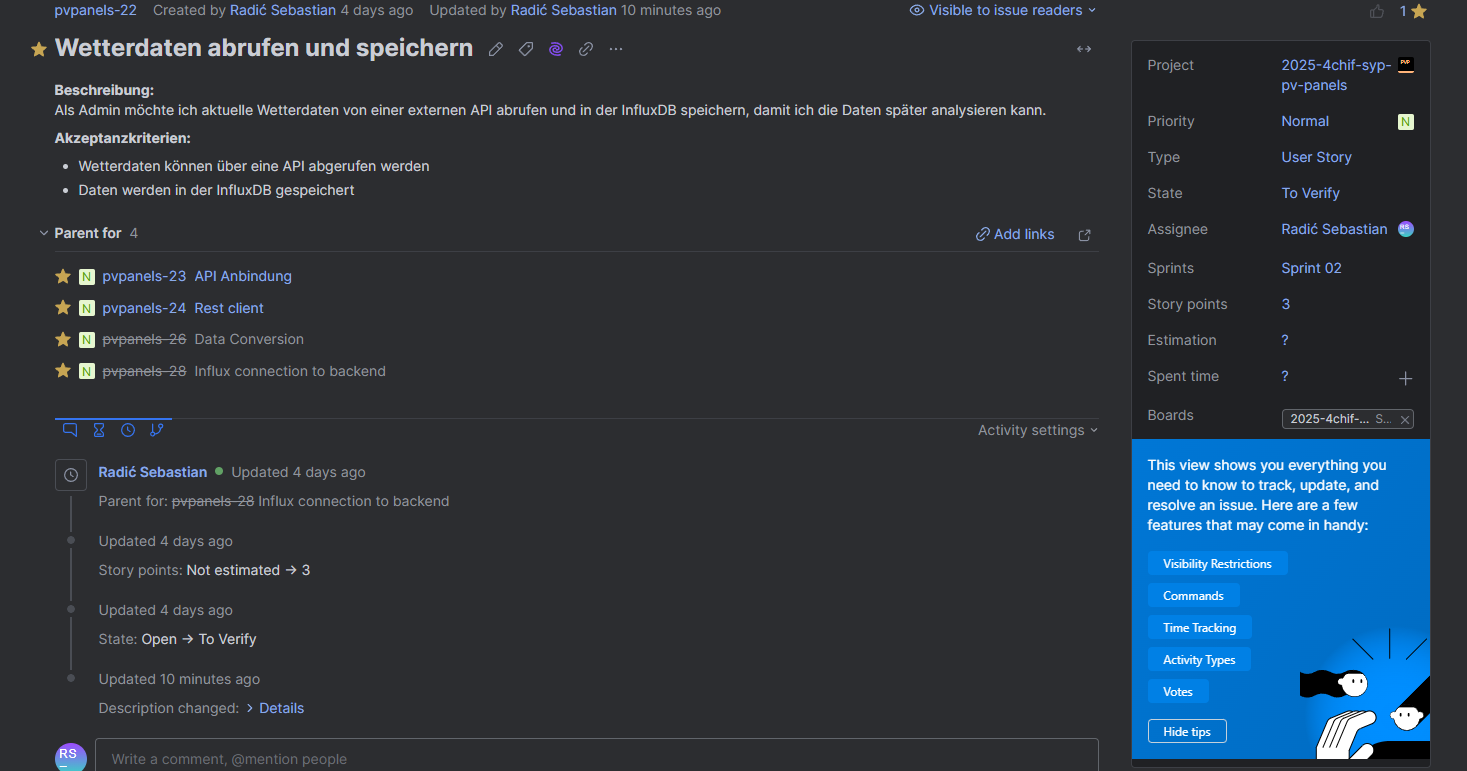 pvpanels-22 Created by Radić Sebastian 4 days ago Updated by Radić Sebastian 10 minutes ago Visible to issue readers 1
Wetterdaten abrufen und speichern
Beschreibung:
Als Admin möchte ich aktuelle Wetterdaten von einer externen API abrufen und in der InfluxDB speichern, damit ich die Daten später analysieren kann.
Akzeptanzkriterien:
Wetterdaten können über eine API abgerufen werden
Daten werden in der InfluxDB gespeichert
Parent for 4 Add links
N pvpanels-23 API Anbindung
N pvpanels-24 Rest client
N pvpanels-26 Data Conversion
N pvpanels-28 Influx connection to backend
Activity settings
Radić Sebastian Updated 4 days ago
Parent for: pvpanels-28 Influx connection to backend
Updated 4 days ago
Story points: Not estimated → 3
Updated 4 days ago
State: Open → To Verify
Updated 10 minutes ago
Description changed: > Details
RS
Write a comment, @mention people
Project 2025-4chif-syp- PVP
pv-panels
Priority Normal N
Type User Story
State To Verify
Assignee Radić Sebastian RS
Sprints Sprint 02
Story points 3
Estimation ?
Spent time ?
Boards 2025-4chif-... S...
This view shows you everything you
need to know to track, update, and
resolve an issue. Here are a few
features that may come in handy:
Visibility Restrictions
Commands
Time Tracking
Activity Types
Votes
Hide tips